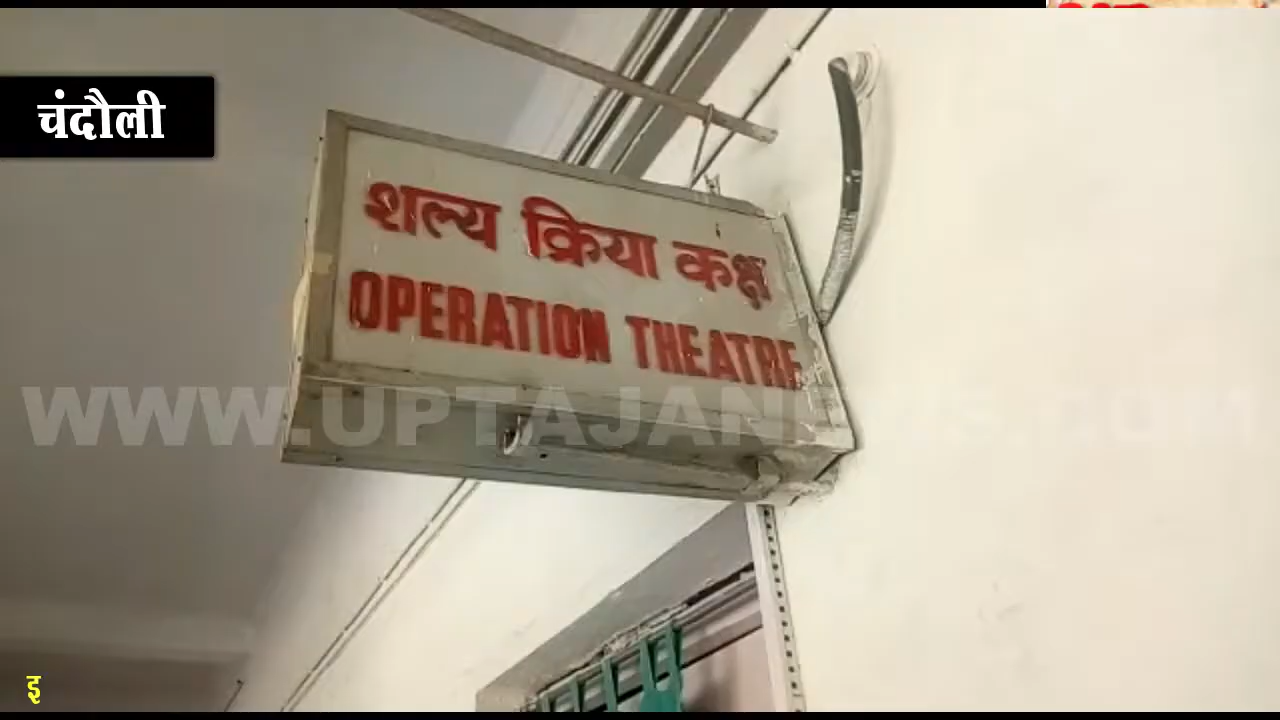 चंदौली
शल्य क्रिया कक्ष
OPERATION THEATRE
इ